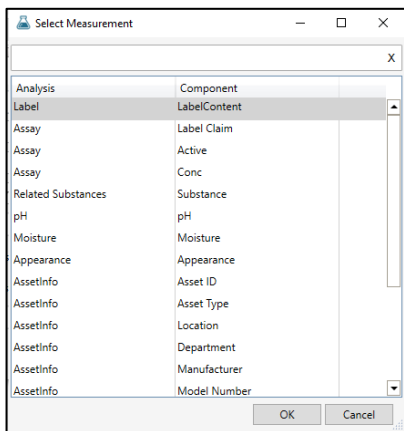 Select Measurement
X
Analysis Component
Label LabelContent
Assay Label Claim
Assay Active
Assay Conc
Related Substances Substance
pH pH
Moisture Moisture
Appearance Appearance
AssetInfo Asset ID
AssetInfo Asset Type
AssetInfo Location
AssetInfo Department
AssetInfo Manufacturer
AssetInfo Model Number
OK Cancel